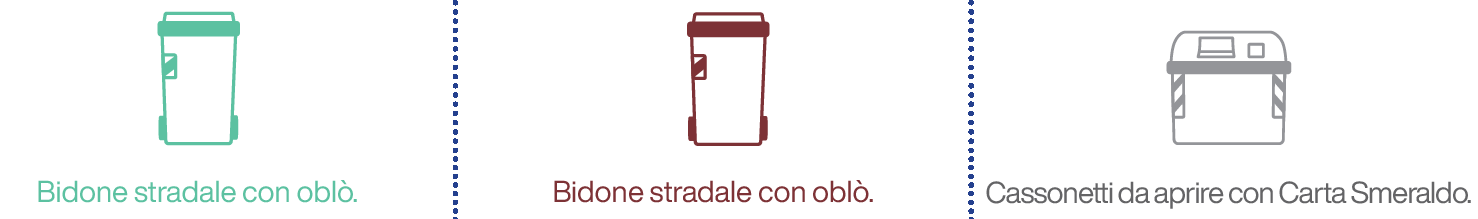 Bidone stradale con oblò.
Bidone stradale con oblò.
Cassonetti da aprire con Carta Smeraldo.